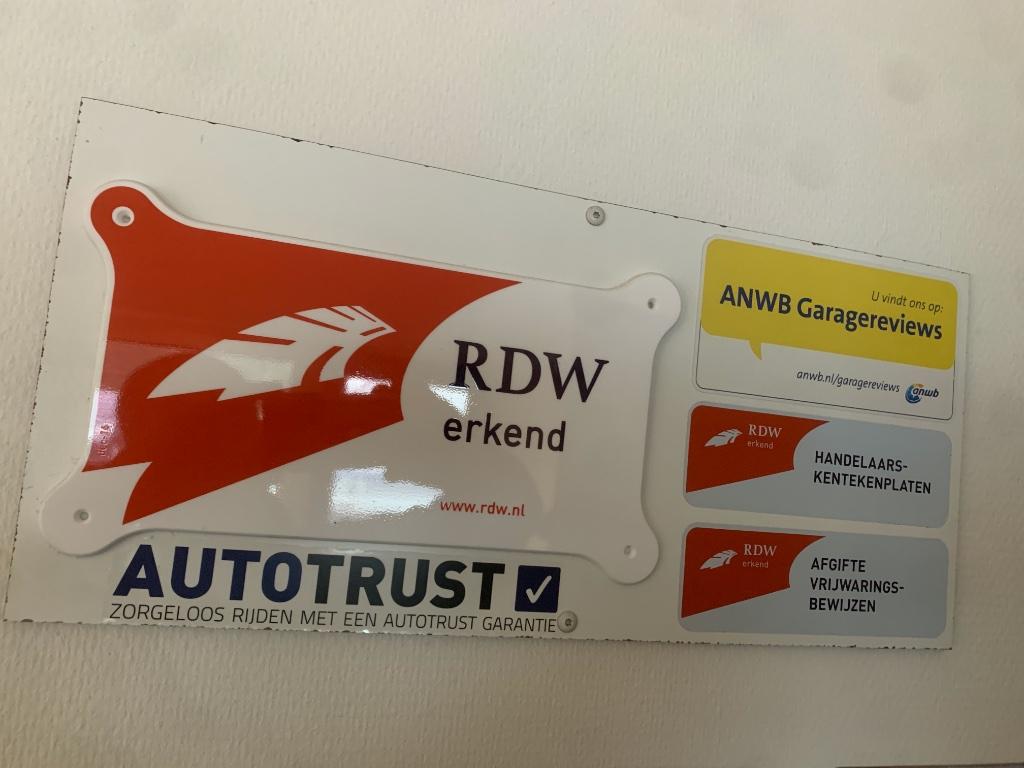 RDW
erkend
www.rdw.nl
AUTOTRUST
ZORGELOOS RIJDEN MET EEN AUTOTRUST GARANTIE
U vindt ons op:
ANWB Garagereviews
anwb.nl/garagereviews
anwb
RDW
erkend
HANDELAARS-
KENTEKENPLATEN
RDW
erkend
AFGIFTE
VRIJWARINGS-
BEWIJZEN